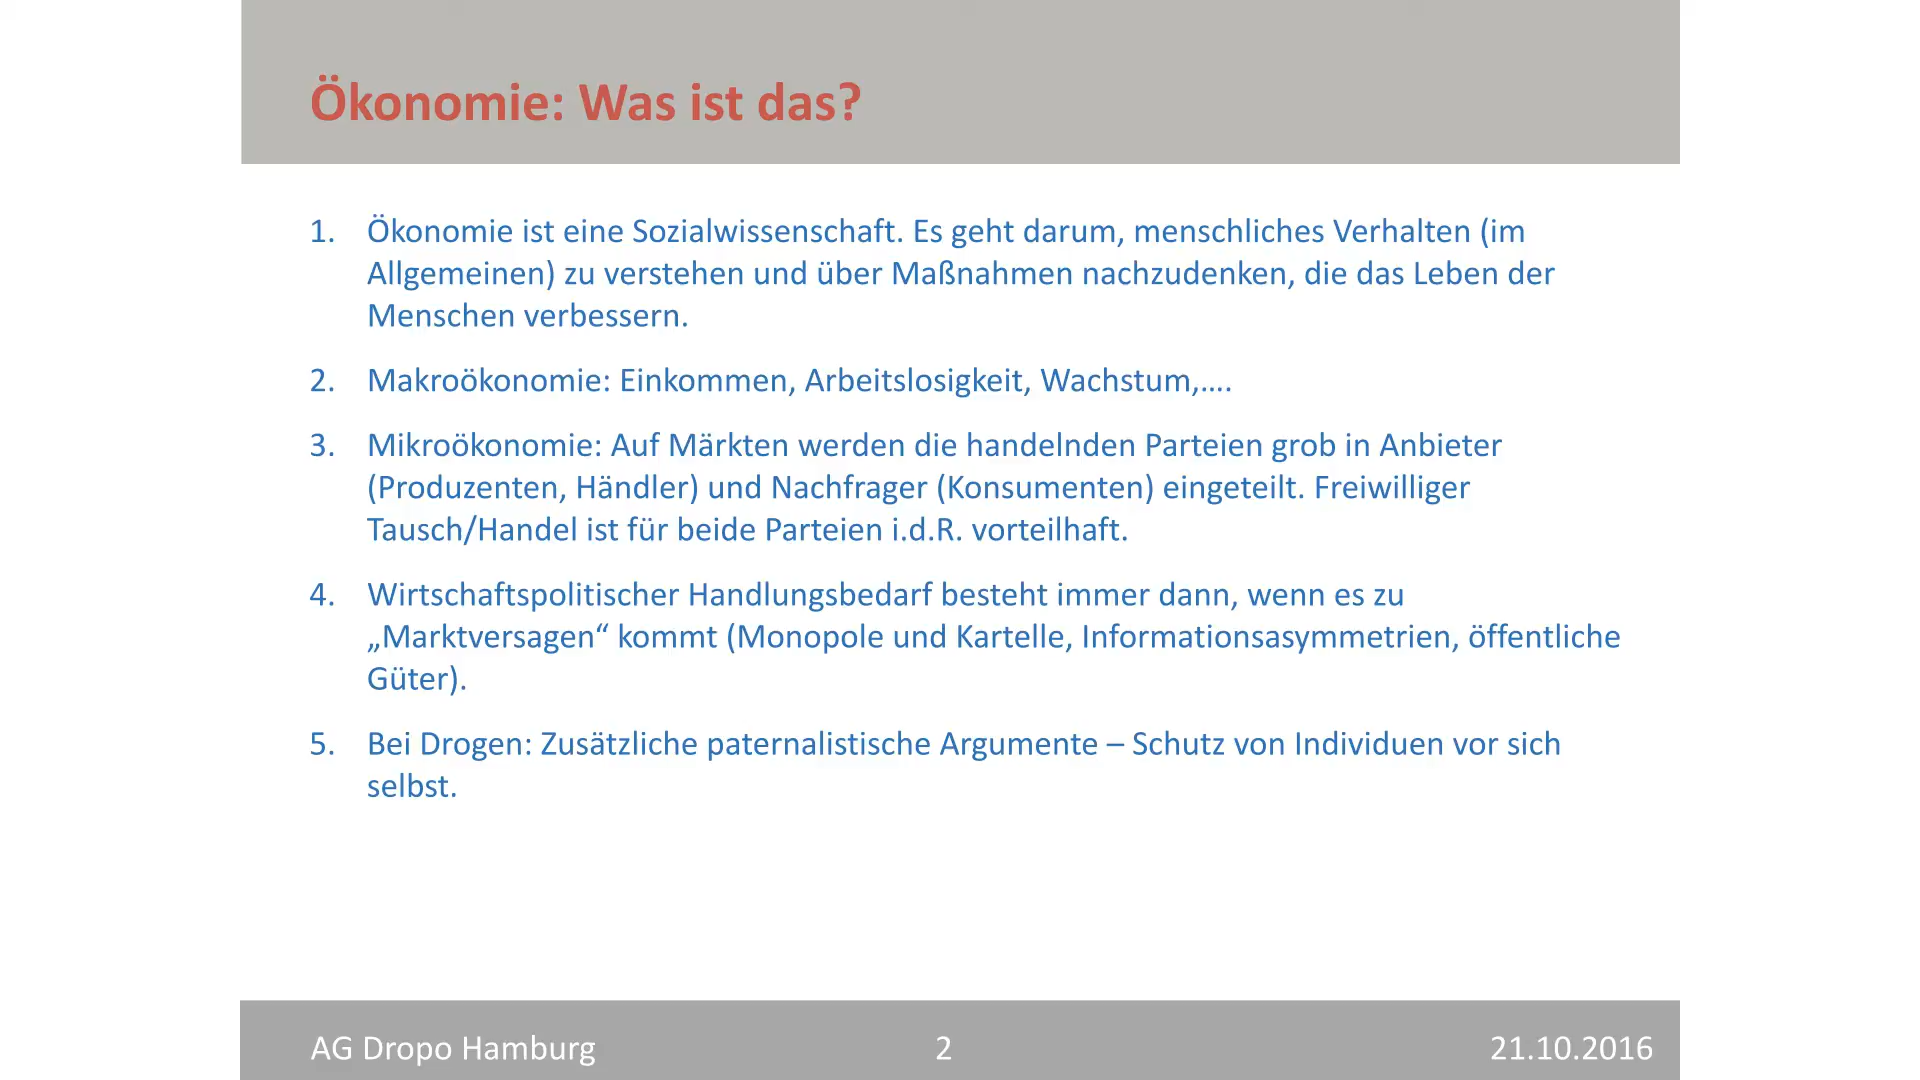 Ökonomie: Was ist das?
1. Ökonomie ist eine Sozialwissenschaft. Es geht darum, menschliches Verhalten (im
Allgemeinen) zu verstehen und über Maßnahmen nachzudenken, die das Leben der
Menschen verbessern.
2. Makroökonomie: Einkommen, Arbeitslosigkeit, Wachstum,....
3. Mikroökonomie: Auf Märkten werden die handelnden Parteien grob in Anbieter
(Produzenten, Händler) und Nachfrager (Konsumenten) eingeteilt. Freiwilliger
Tausch/Handel ist für beide Parteien i.d.R. vorteilhaft.
4. Wirtschaftspolitischer Handlungsbedarf besteht immer dann, wenn es zu
„Marktversagen“ kommt (Monopole und Kartelle, Informationsasymmetrien, öffentliche
Güter).
5. Bei Drogen: Zusätzliche paternalistische Argumente – Schutz von Individuen vor sich
selbst.
AG Dropo Hamburg 2 21.10.2016